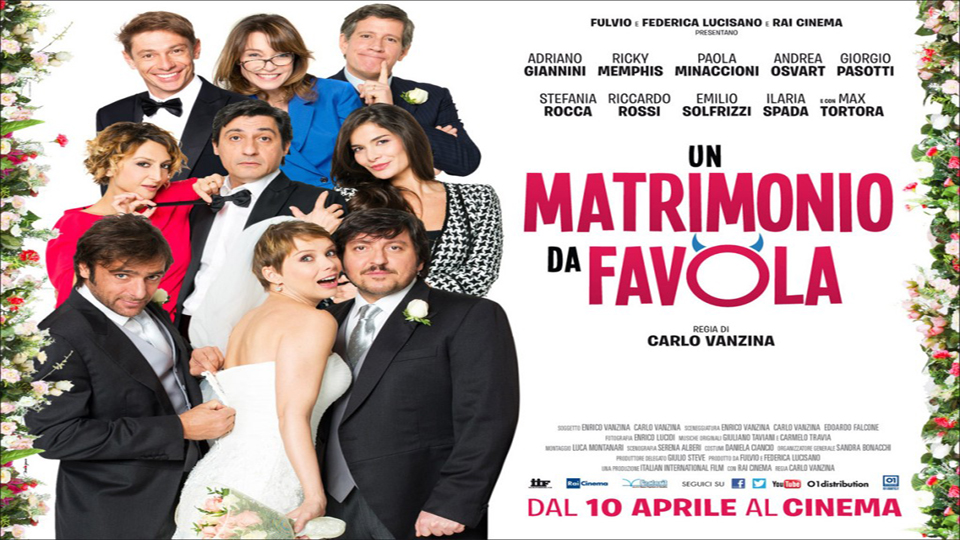 FULVIO E FEDERICA LUCISANO E RAI CINEMA
PRESENTANO
ADRIANO GIANNINI RICKY MEMPHIS PAOLA MINACCIONI ANDREA OSVART GIORGIO PASOTTI
STEFANIA ROCCA RICCARDO ROSSI EMILIO SOLFRIZZI ILARIA SPADA E CON MAX TORTORA
UN
MATRIMONIO
DA FAVOLA
REGIA DI
CARLO VANZINA
SOGGETTO ENRICO VANZINA CARLO VANZINA SCENEGGIATURA ENRICO VANZINA CARLO VANZINA EDOARDO FALCONE
FOTOGRAFIA ENRICO LUCIDI MUSICHE ORIGINALI GIULIANO TAVIANI E CARMELO TRAVIA
MONTAGGIO LUCA MONTANARI SCENOGRAFIA SERENA ALBERI COSTUMI DANIELA CIANCIO ORGANIZZATORE GENERALE SANDRA BONACCHI
PRODUTTORE DELEGATO GIULIO STEVE PRODOTTO DA FULVIO E FEDERICA LUCISANO
UNA PRODUZIONE ITALIAN INTERNATIONAL FILM CON RAI CINEMA REGIA CARLO VANZINA
Rai Cinema SEGUICI SU f YouTube 01distribution 01
DAL 10 APRILE AL CINEMA